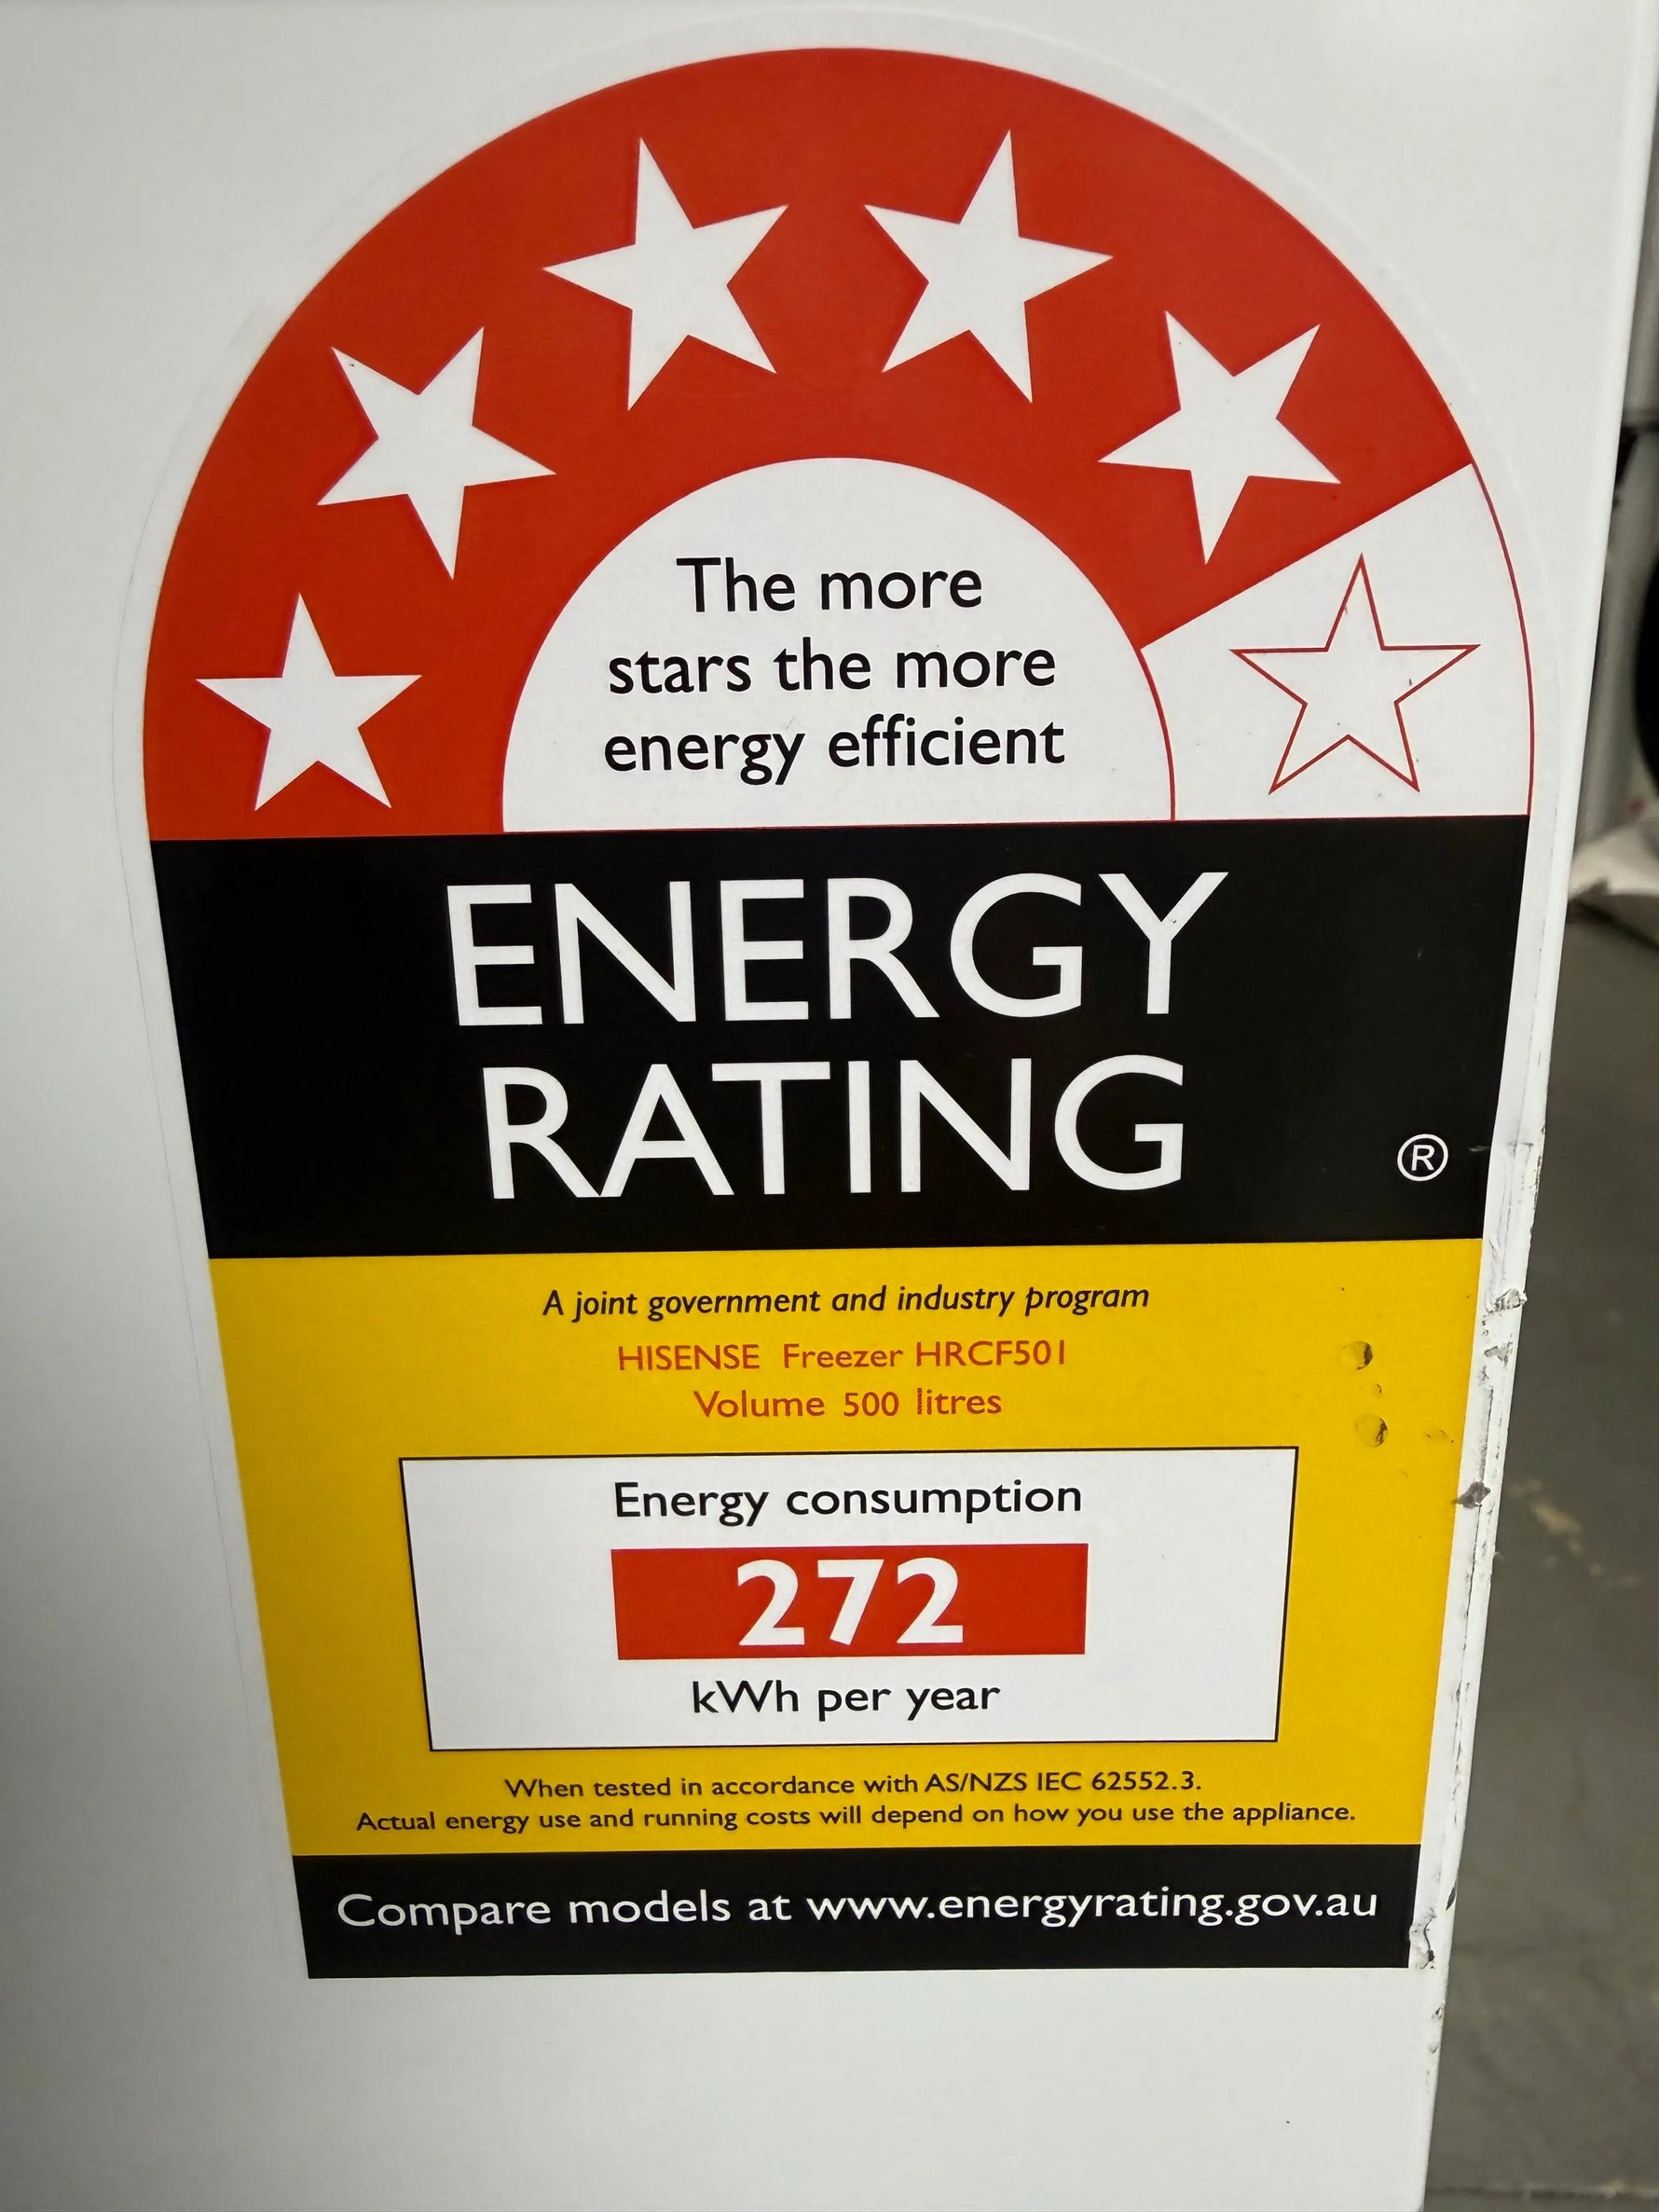 The more
stars the more
energy efficient
ENERGY
RATING
®
A joint government and industry program
HISENSE Freezer HRCF501
Volume 500 litres
Energy consumption
272
kWh per year
When tested in accordance with AS/NZS IEC 62552.3.
Actual energy use and running costs will depend on how you use the appliance.
Compare models at www.energyrating.gov.au